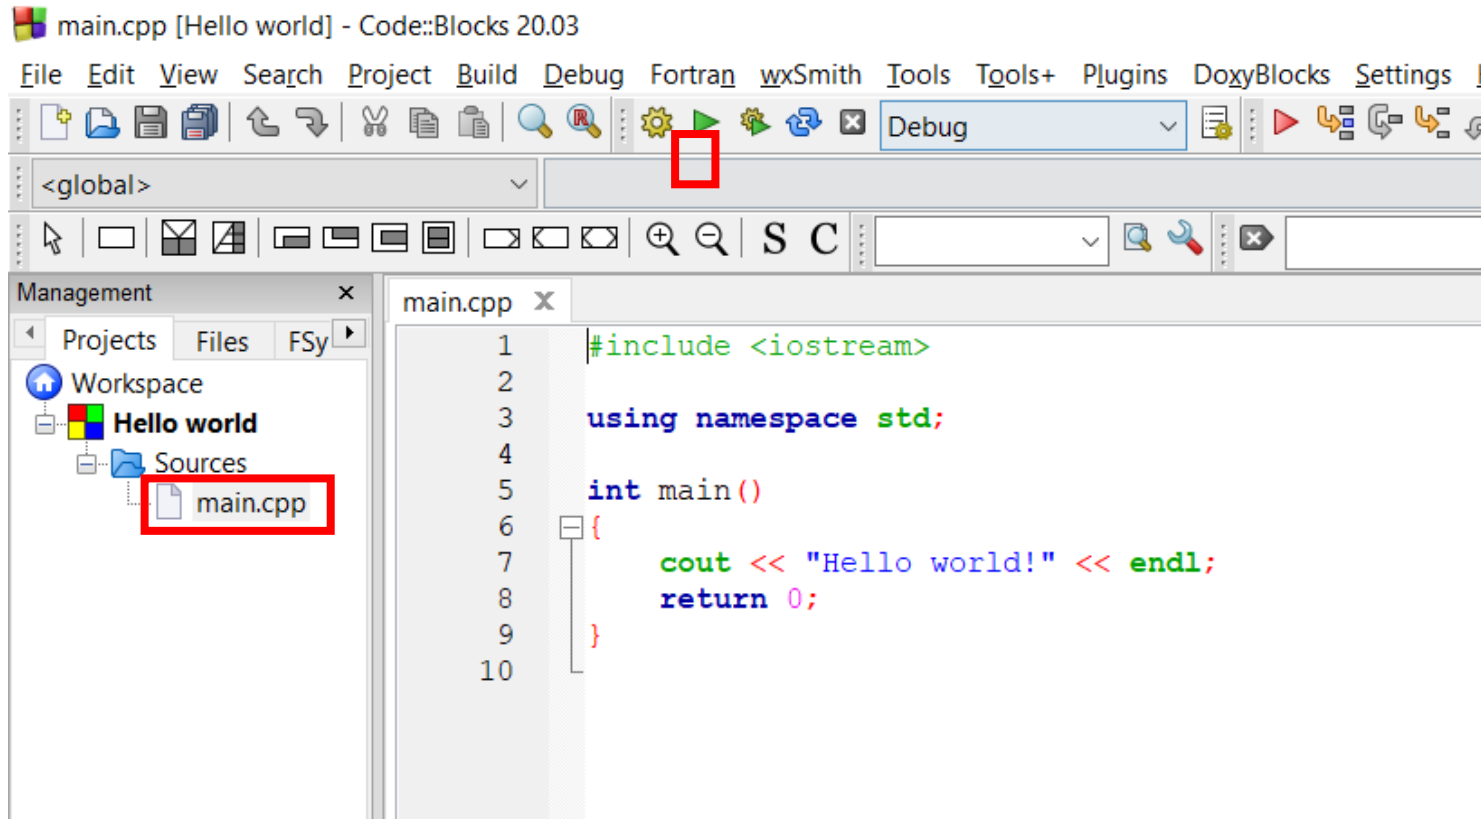 main.cpp [Hello world] - Code::Blocks 20.03
File Edit View Search Project Build Debug Fortran wxSmith Tools Tools+ Plugins DoxyBlocks Settings
Debug
<global>
S C
Management
main.cpp
Projects Files FSy
Workspace
Hello world
Sources
main.cpp
1 #include <iostream>
2
3 using namespace std;
4
5 int main()
6 {
7 cout << "Hello world!" << endl;
8 return 0;
9 }
10